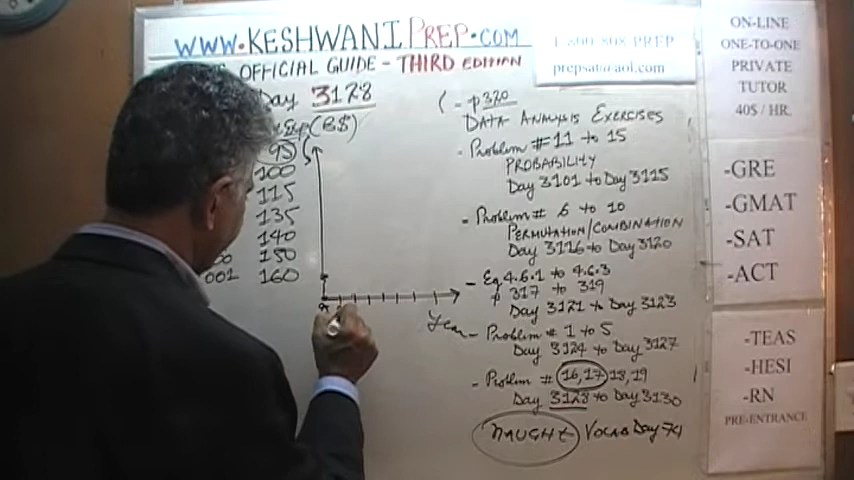 WWW.KESHWANIPREP.COM
1-800-808-PREP
prepsat@aol.com
OFFICIAL GUIDE - THIRD EDITION
Day 3128
(B$)
95
100
115
135
140
150
001 160
Year
p320
DATA ANALYSIS EXERCISES
- Problem # 11 to 15
PROBABILITY
Day 3101 to Day 3115
- Problem # 6 to 10
PERMUTATION/COMBINATION
Day 3116 to Day 3120
- Eg 4.6.1 to 4.6.3
p 317 to 319
Day 3121 to Day 3123
- Problem # 1 to 5
Day 3124 to Day 3127
- Problem # 16,17 18,19
Day 3128 to Day 3130
NAUGHT VOCAB Day 74
ON-LINE
ONE-TO-ONE
PRIVATE
TUTOR
40$ / HR.
-GRE
-GMAT
-SAT
-ACT
-TEAS
-HESI
-RN
PRE-ENTRANCE